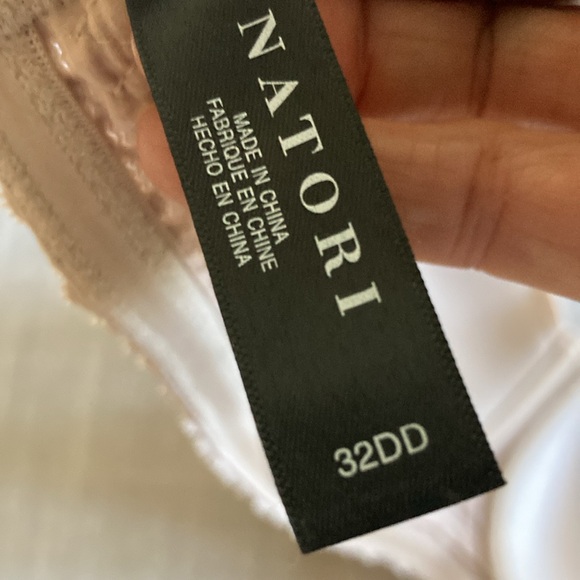 NATORI
MADE IN CHINA
FABRIQUE EN CHINE
HECHO EN CHINA
32DD